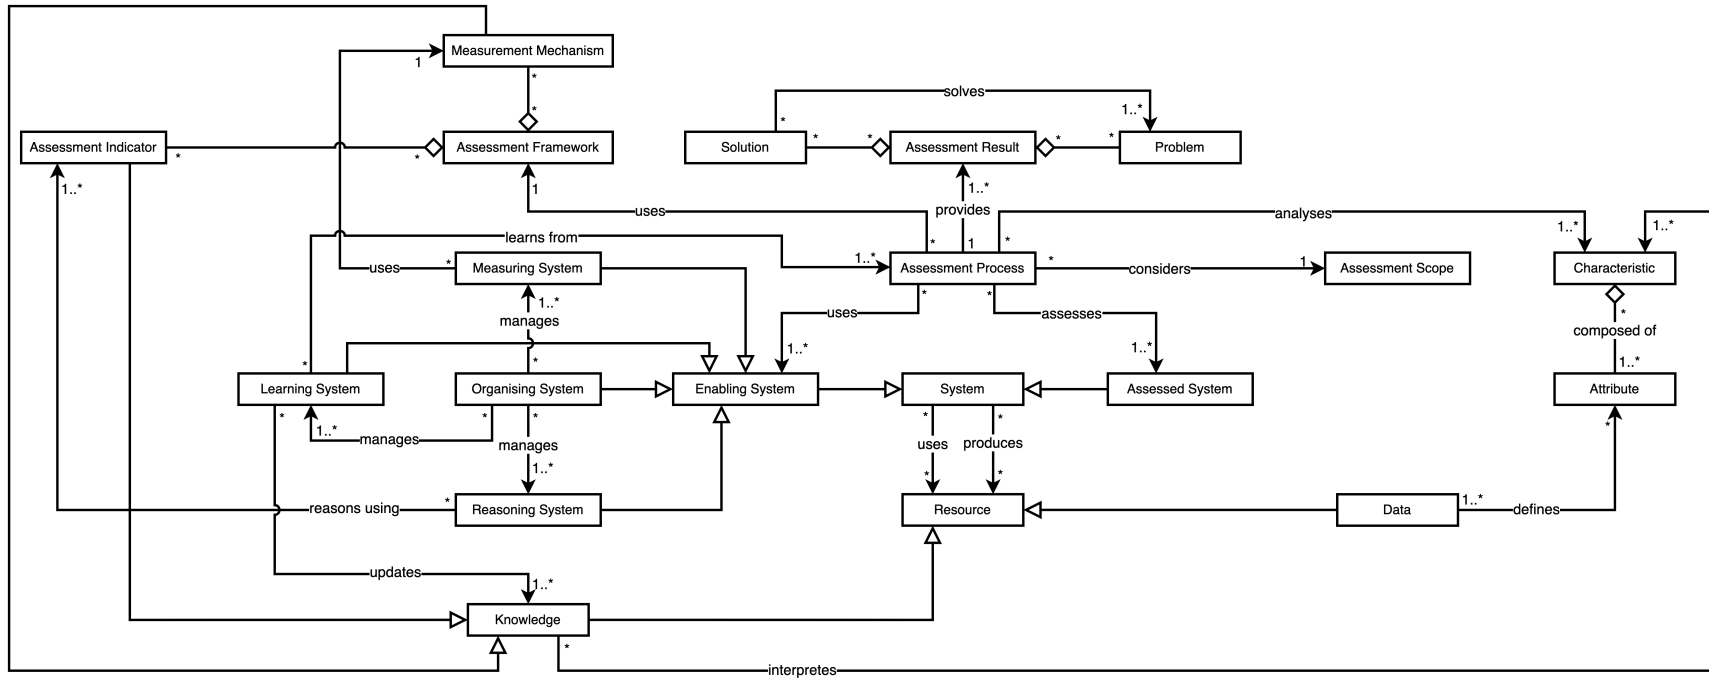 Measurement Mechanism
1
*
solves
*
1..*
*
Assessment Indicator
*
*
Assessment Framework
Solution
*
*
Assessment Result
*
*
Problem
1..*
1
1..*
uses
provides
analyses
1..*
1..*
learns from
*
1
*
uses
*
Measuring System
1..*
Assessment Process
*
considers
1
Assessment Scope
Characteristic
1..*
*
*
*
manages
uses
assesses
composed of
*
*
1..*
1..*
1..*
Learning System
Organising System
Enabling System
System
Assessed System
Attribute
*
*
*
*
*
*
1..*
manages
manages
uses
produces
1..*
*
*
reasons using
*
Reasoning System
Resource
Data
1..*
defines
updates
1..*
Knowledge
*
interpretes